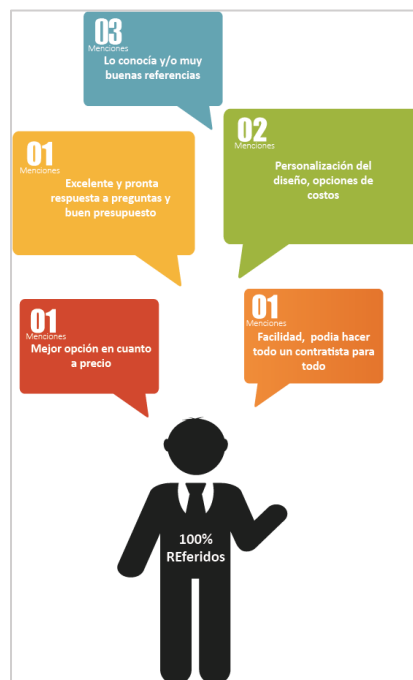 03
Menciones
Lo conocía y/o muy
buenas referencias
02
Menciones
Personalización del
diseño, opciones de
costos
01
Menciones
Excelente y pronta
respuesta a preguntas y
buen presupuesto
01
Menciones
Mejor opción en cuanto
a precio
01
Menciones
Facilidad,  podia hacer
todo un contratista para
todo
100%
REferidos